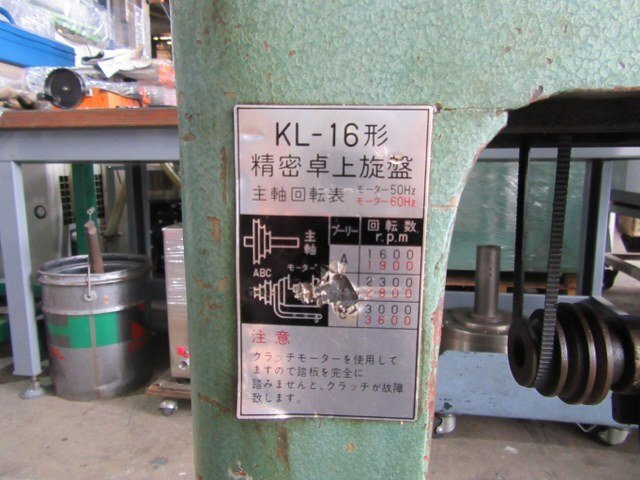 KL-16形
精密卓上旋盤
主軸回転表 モーター50Hz
モーター60Hz
主軸
プーリー
回転数
r.p.m
ABC
モーター
A
1600
1900
2300
2800
3000
3600
注意
クラッチモーターを使用して
ますので踏板を完全に
踏みませんと、クラッチが故障
致します。